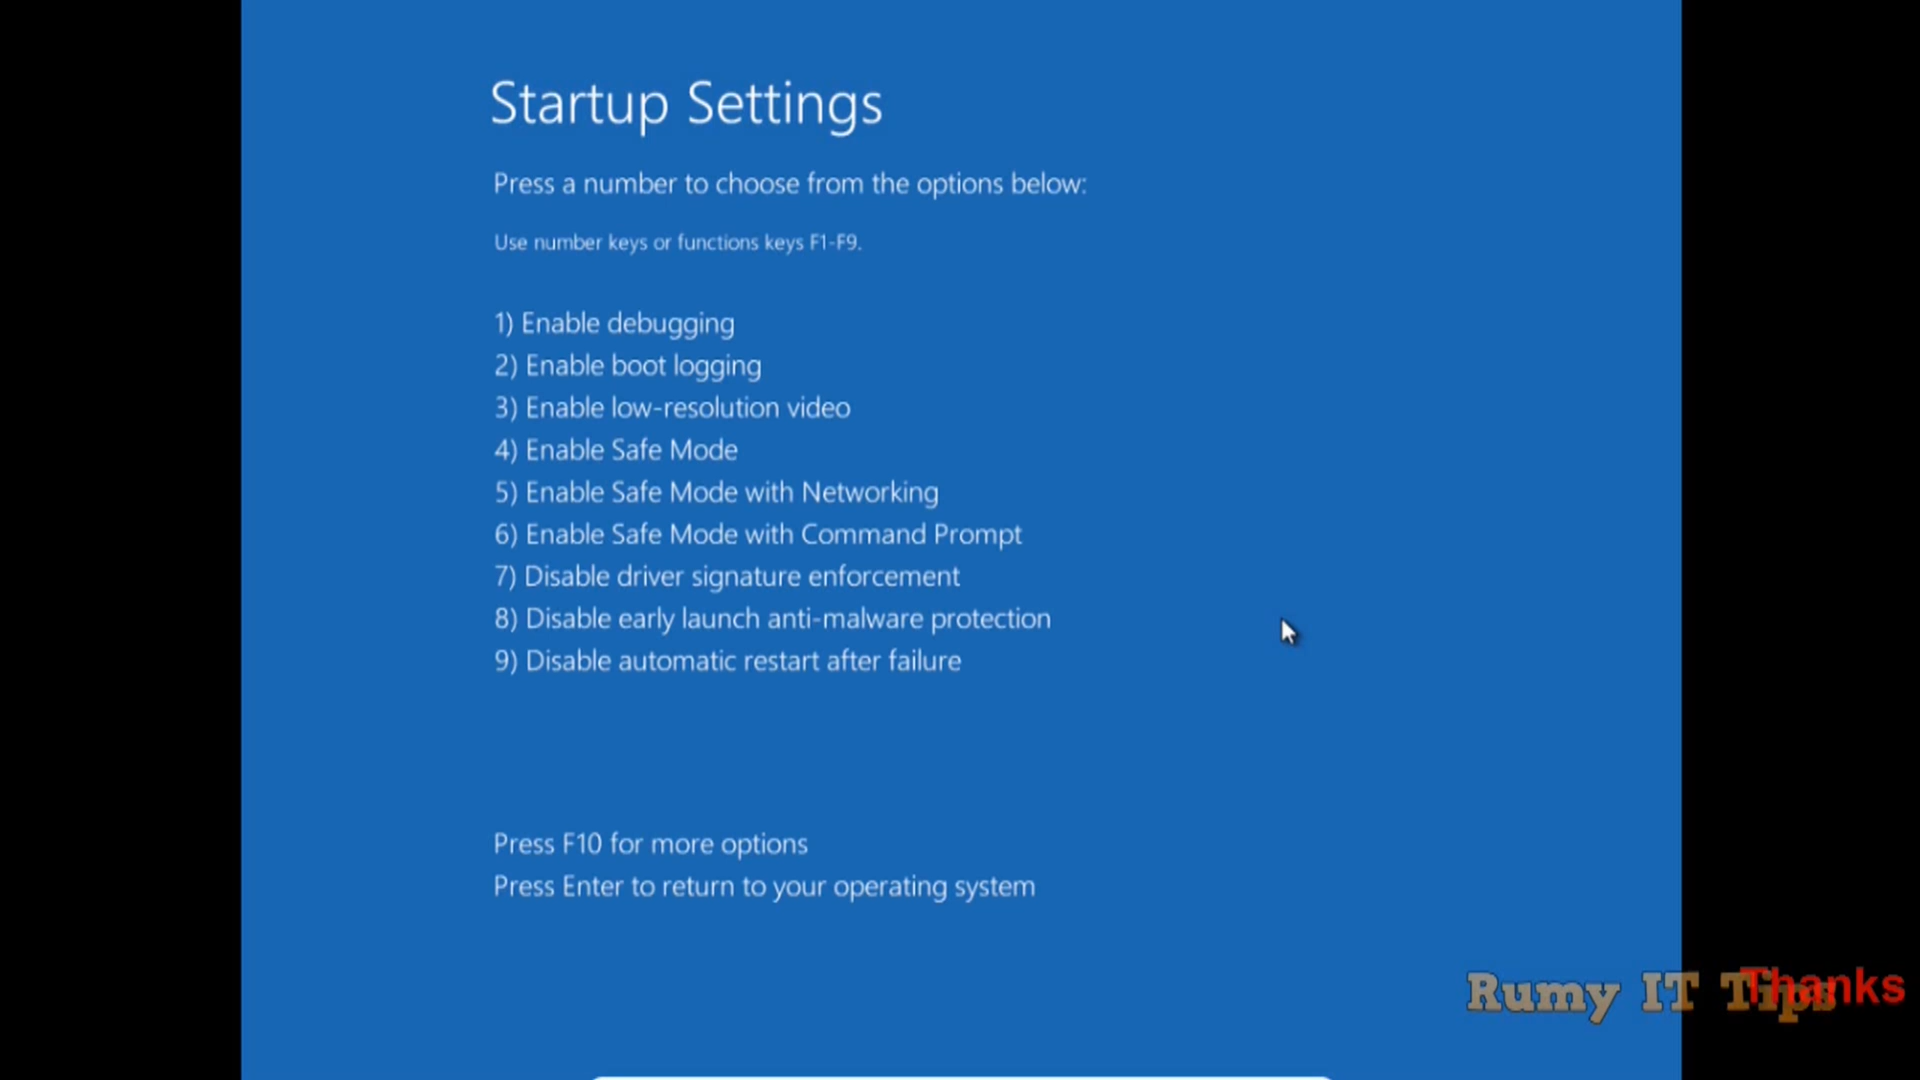 Startup Settings
Press a number to choose from the options below:
Use number keys or functions keys F1-F9.
1) Enable debugging
2) Enable boot logging
3) Enable low-resolution video
4) Enable Safe Mode
5) Enable Safe Mode with Networking
6) Enable Safe Mode with Command Prompt
7) Disable driver signature enforcement
8) Disable early launch anti-malware protection
9) Disable automatic restart after failure
Press F10 for more options
Press Enter to return to your operating system
Rumy IT Tips
Thanks